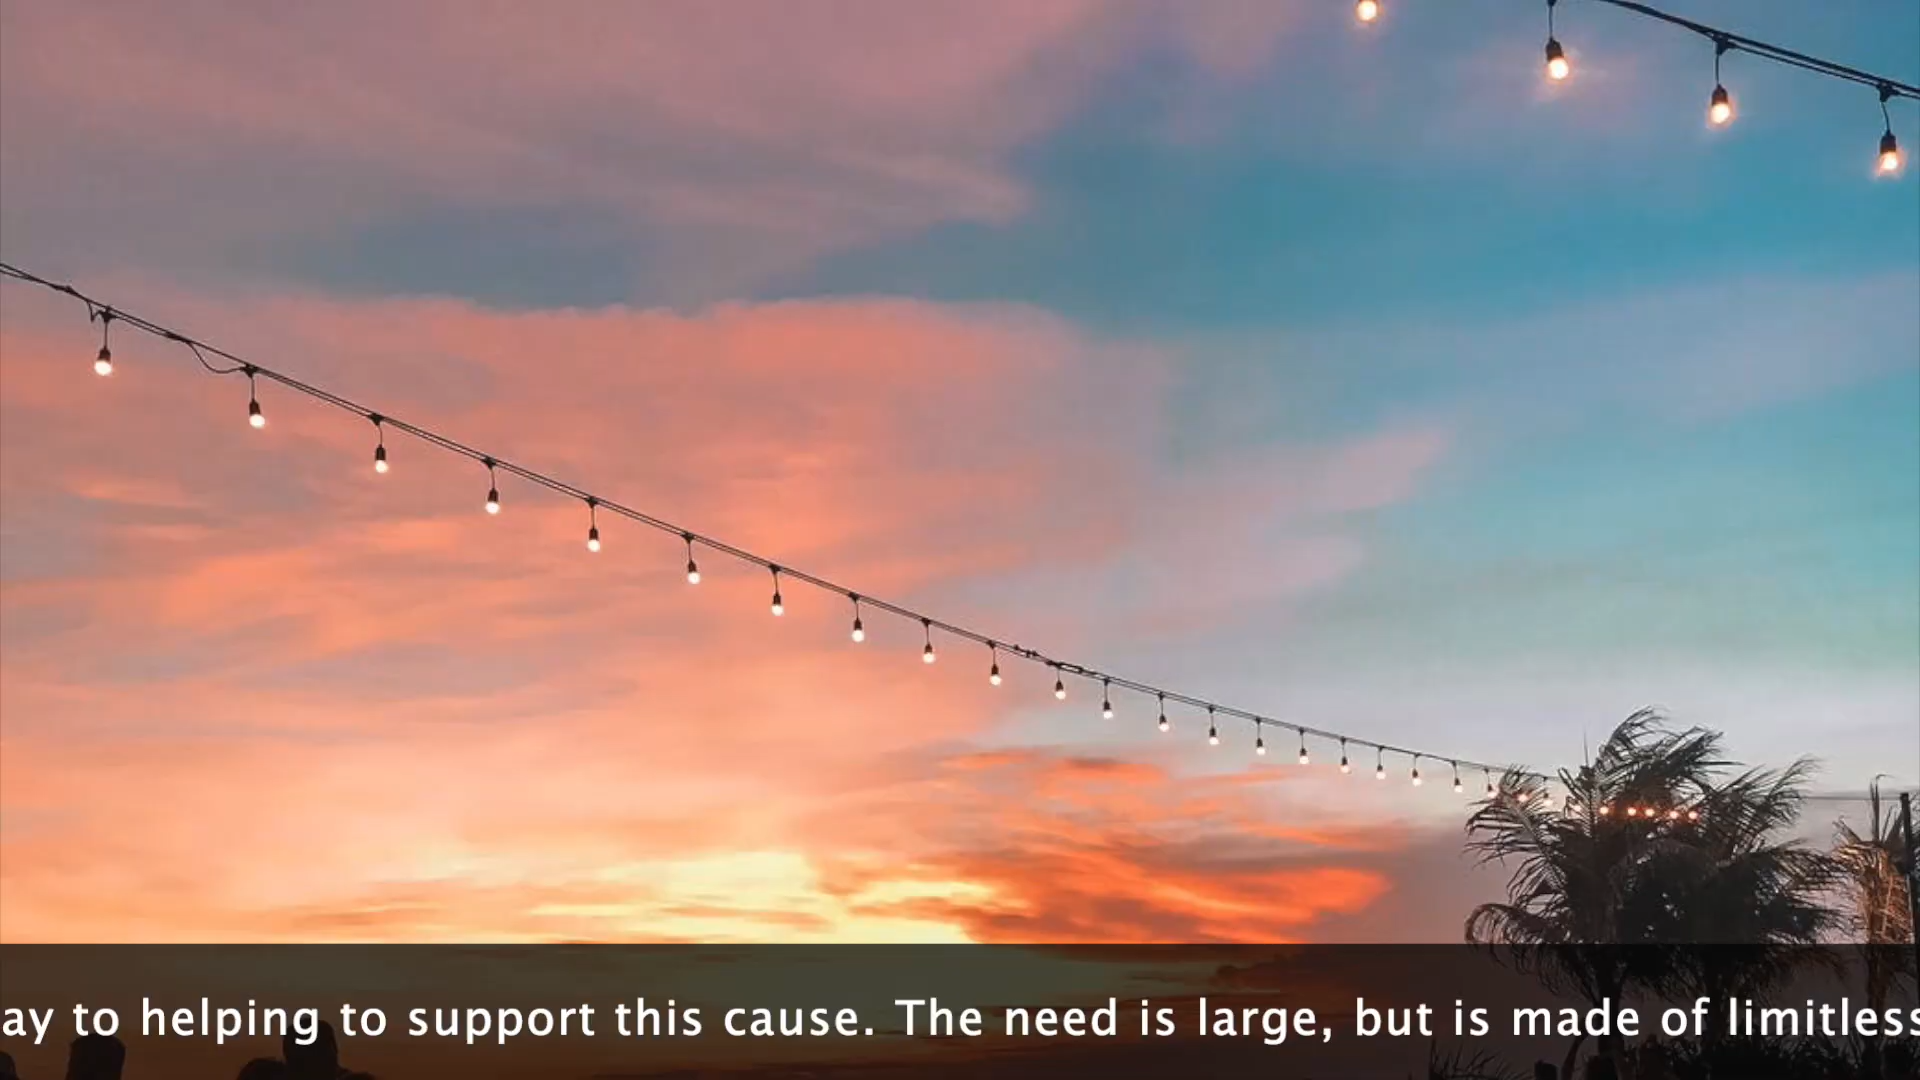 ay to helping to support this cause. The need is large, but is made of limitless